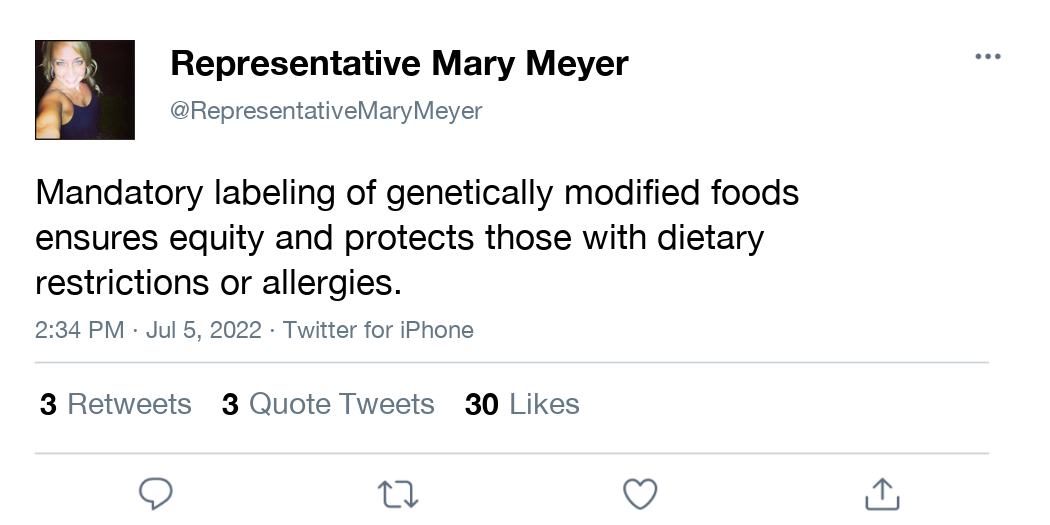 Representative Mary Meyer
@RepresentativeMaryMeyer
Mandatory labeling of genetically modified foods
ensures equity and protects those with dietary
restrictions or allergies.
2:34 PM · Jul 5, 2022 · Twitter for iPhone
3 Retweets 3 Quote Tweets 30 Likes